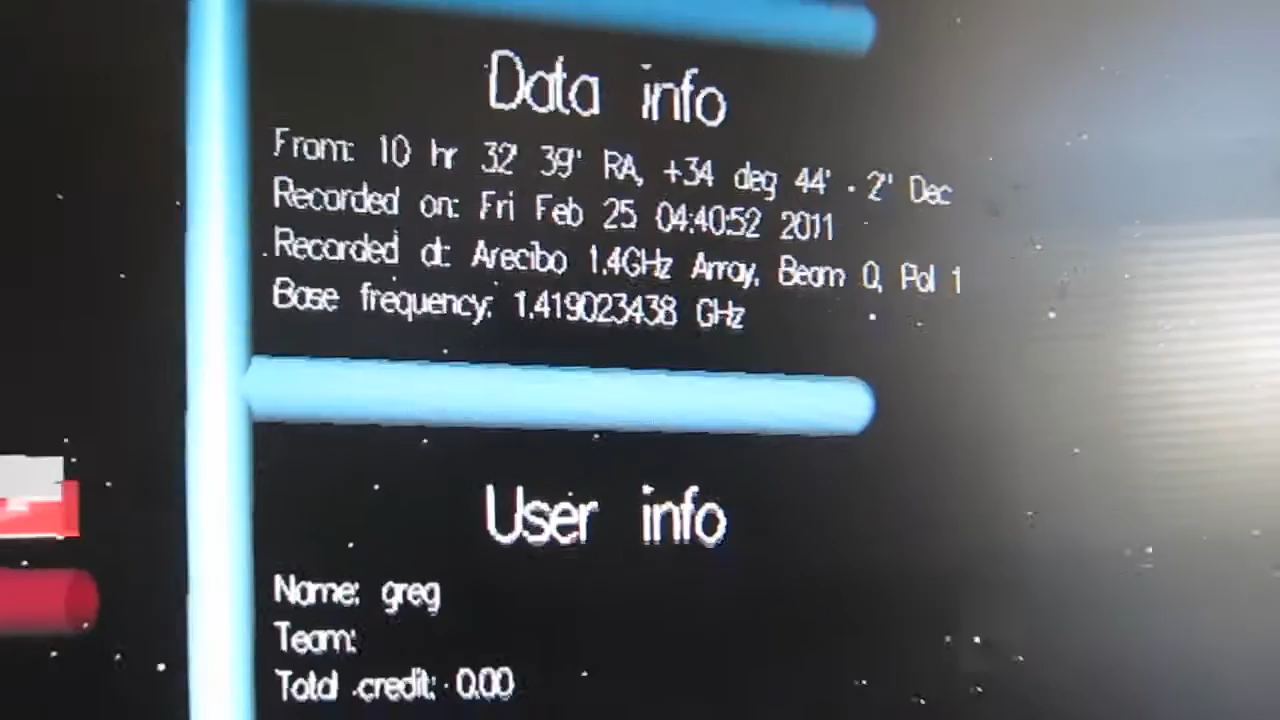 Data info
From: 10 hr 32' 39" RA, +34 deg 44' - 2" Dec
Recorded on: Fri Feb 25 04:40:52 2011
Recorded at: Arecibo 1.4GHz Array, Beam 0, Pol 1
Base frequency: 1.419023438 GHz
User info
Name: greg
Team:
Total credit: 0.00